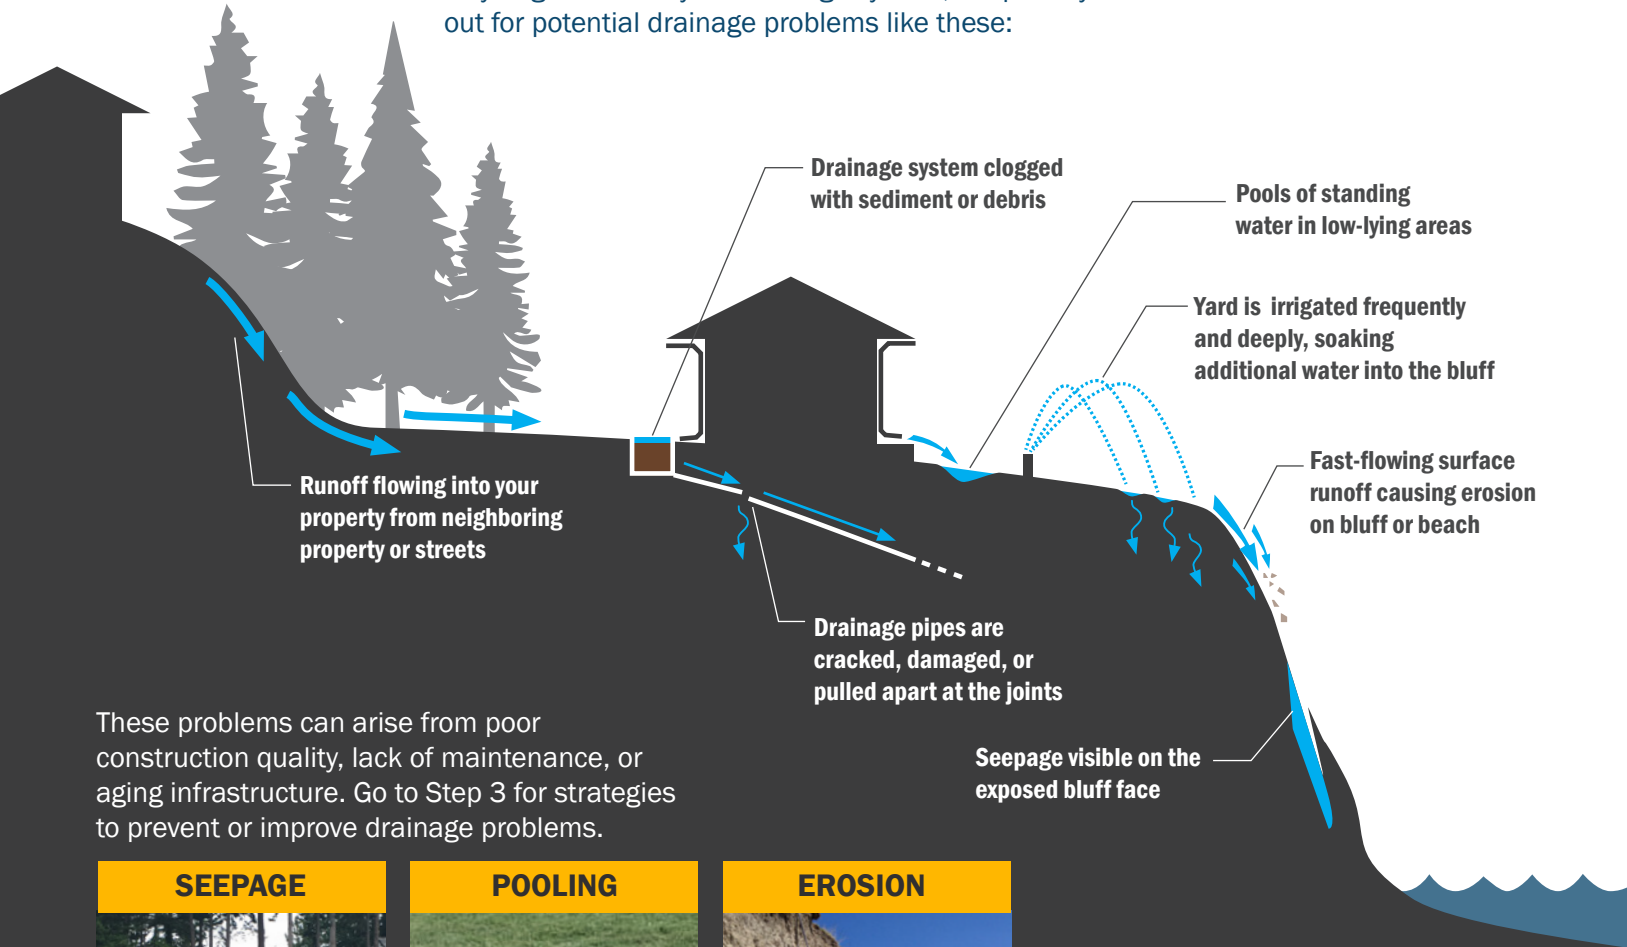 out for potential drainage problems like these:
Drainage system clogged
with sediment or debris
Pools of standing
water in low-lying areas
Yard is irrigated frequently
and deeply, soaking
additional water into the bluff
Fast-flowing surface
runoff causing erosion
on bluff or beach
Runoff flowing into your
property from neighboring
property or streets
Drainage pipes are
cracked, damaged, or
pulled apart at the joints
Seepage visible on the
exposed bluff face
These problems can arise from poor
construction quality, lack of maintenance, or
aging infrastructure. Go to Step 3 for strategies
to prevent or improve drainage problems.
SEEPAGE
POOLING
EROSION